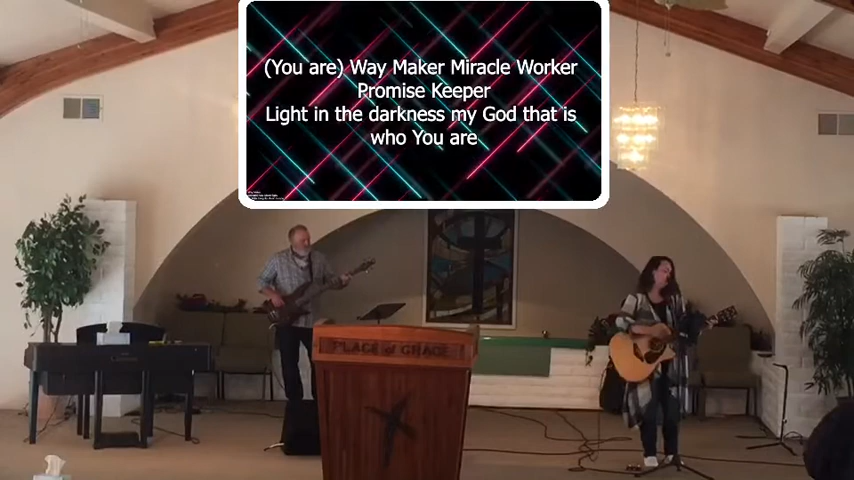 (You are) Way Maker Miracle Worker
Promise Keeper
Light in the darkness my God that is
who You are
PLACE of GRACE